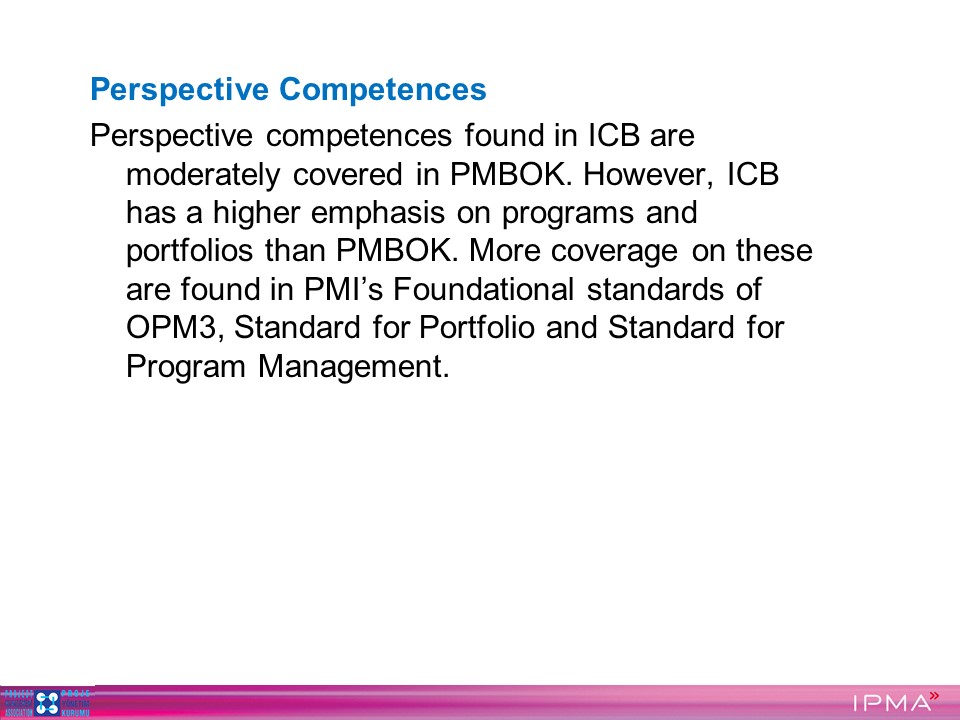 Perspective Competences
Perspective competences found in ICB are
moderately covered in PMBOK. However, ICB
has a higher emphasis on programs and
portfolios than PMBOK. More coverage on these
are found in PMI’s Foundational standards of
OPM3, Standard for Portfolio and Standard for
Program Management.
ASSOCIATION
KURUMU
IPMA»